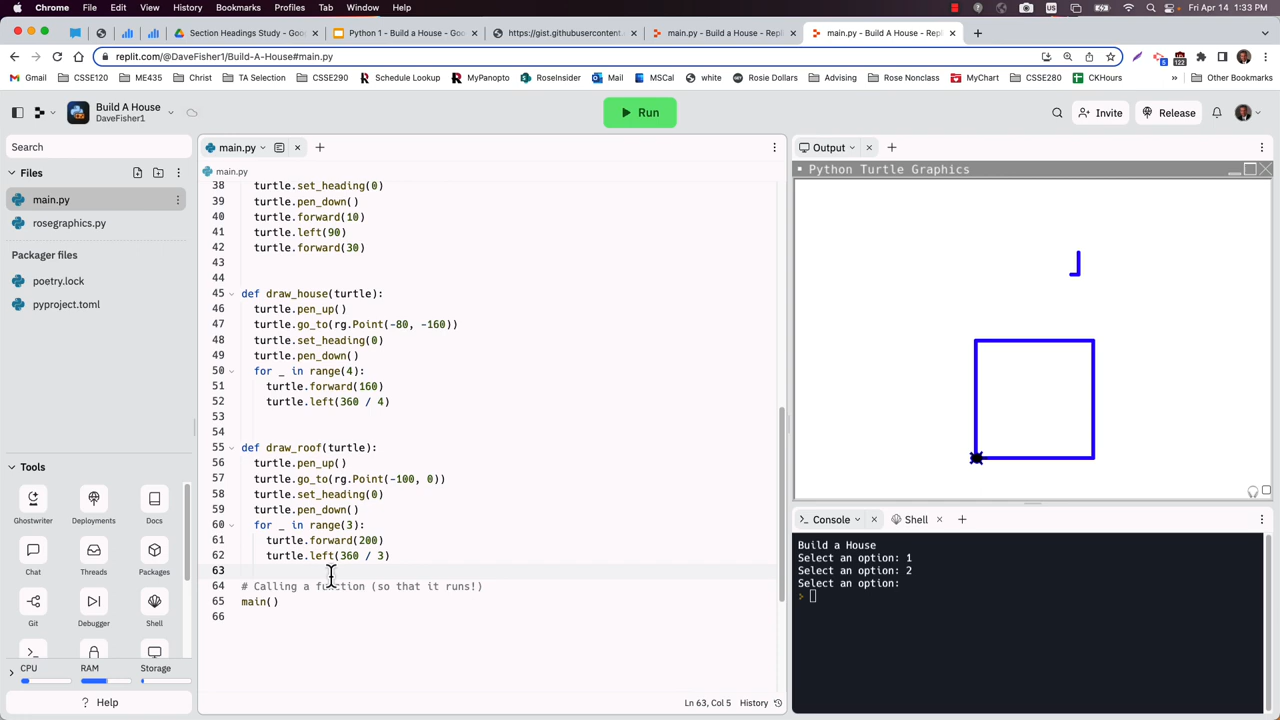 Chrome File Edit View History Bookmarks Profiles Tab Window Help US Fri Apr 14 1:33 PM
Section Headings Study - Goo Python 1 - Build a House - Goo https://gist.githubusercontent. main.py - Build a House - Repl main.py - Build A House - Repl
replit.com/@DaveFisher1/Build-A-House#main.py
Gmail CSSE120 ME435 Christ TA Selection CSSE290 Schedule Lookup MyPanopto RoseInsider Mail MSCal white Rosie Dollars Advising Rose Nonclass MyChart CSSE280 CKHours » Other Bookmarks
Build A House
DaveFisher1
Run
Invite
Release
Search
Files
main.py
rosegraphics.py
Packager files
poetry.lock
pyproject.toml
Tools
Ghostwriter Deployments Docs
Chat Threads Packages
Git Debugger Shell
CPU RAM Storage
? Help
main.py
main.py
38 turtle.set_heading(0)
39 turtle.pen_down()
40 turtle.forward(10)
41 turtle.left(90)
42 turtle.forward(30)
43
44
45 def draw_house(turtle):
46 turtle.pen_up()
47 turtle.go_to(rg.Point(-80, -160))
48 turtle.set_heading(0)
49 turtle.pen_down()
50 for _ in range(4):
51 turtle.forward(160)
52 turtle.left(360 / 4)
53
54
55 def draw_roof(turtle):
56 turtle.pen_up()
57 turtle.go_to(rg.Point(-100, 0))
58 turtle.set_heading(0)
59 turtle.pen_down()
60 for _ in range(3):
61 turtle.forward(200)
62 turtle.left(360 / 3)
63
64 # Calling a function (so that it runs!)
65 main()
66
Ln 63, Col 5 History
Output
Python Turtle Graphics
Console Shell
Build a House
Select an option: 1
Select an option: 2
Select an option:
>